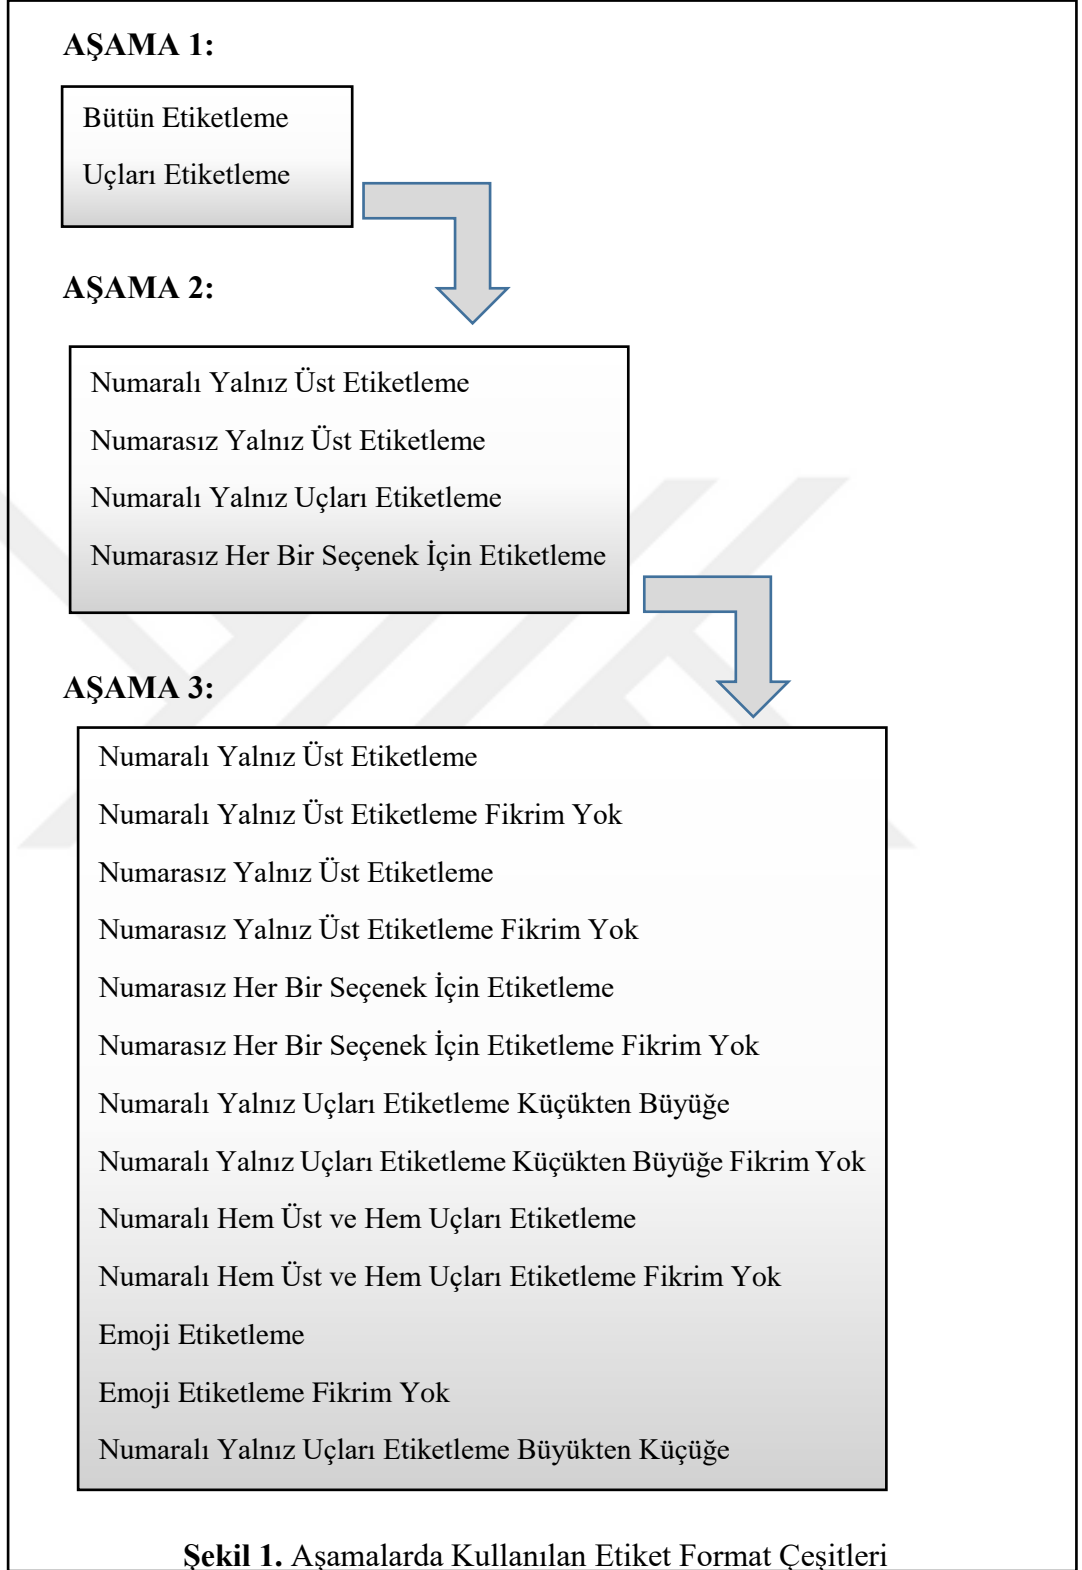 AŞAMA 1:
Bütün Etiketleme
Uçları Etiketleme
AŞAMA 2:
Numaralı Yalnız Üst Etiketleme
Numarasız Yalnız Üst Etiketleme
Numaralı Yalnız Uçları Etiketleme
Numarasız Her Bir Seçenek İçin Etiketleme
AŞAMA 3:
Numaralı Yalnız Üst Etiketleme
Numaralı Yalnız Üst Etiketleme Fikrim Yok
Numarasız Yalnız Üst Etiketleme
Numarasız Yalnız Üst Etiketleme Fikrim Yok
Numarasız Her Bir Seçenek İçin Etiketleme
Numarasız Her Bir Seçenek İçin Etiketleme Fikrim Yok
Numaralı Yalnız Uçları Etiketleme Küçükten Büyüğe
Numaralı Yalnız Uçları Etiketleme Küçükten Büyüğe Fikrim Yok
Numaralı Hem Üst ve Hem Uçları Etiketleme
Numaralı Hem Üst ve Hem Uçları Etiketleme Fikrim Yok
Emoji Etiketleme
Emoji Etiketleme Fikrim Yok
Numaralı Yalnız Uçları Etiketleme Büyükten Küçüğe
Şekil 1. Aşamalarda Kullanılan Etiket Format Çeşitleri